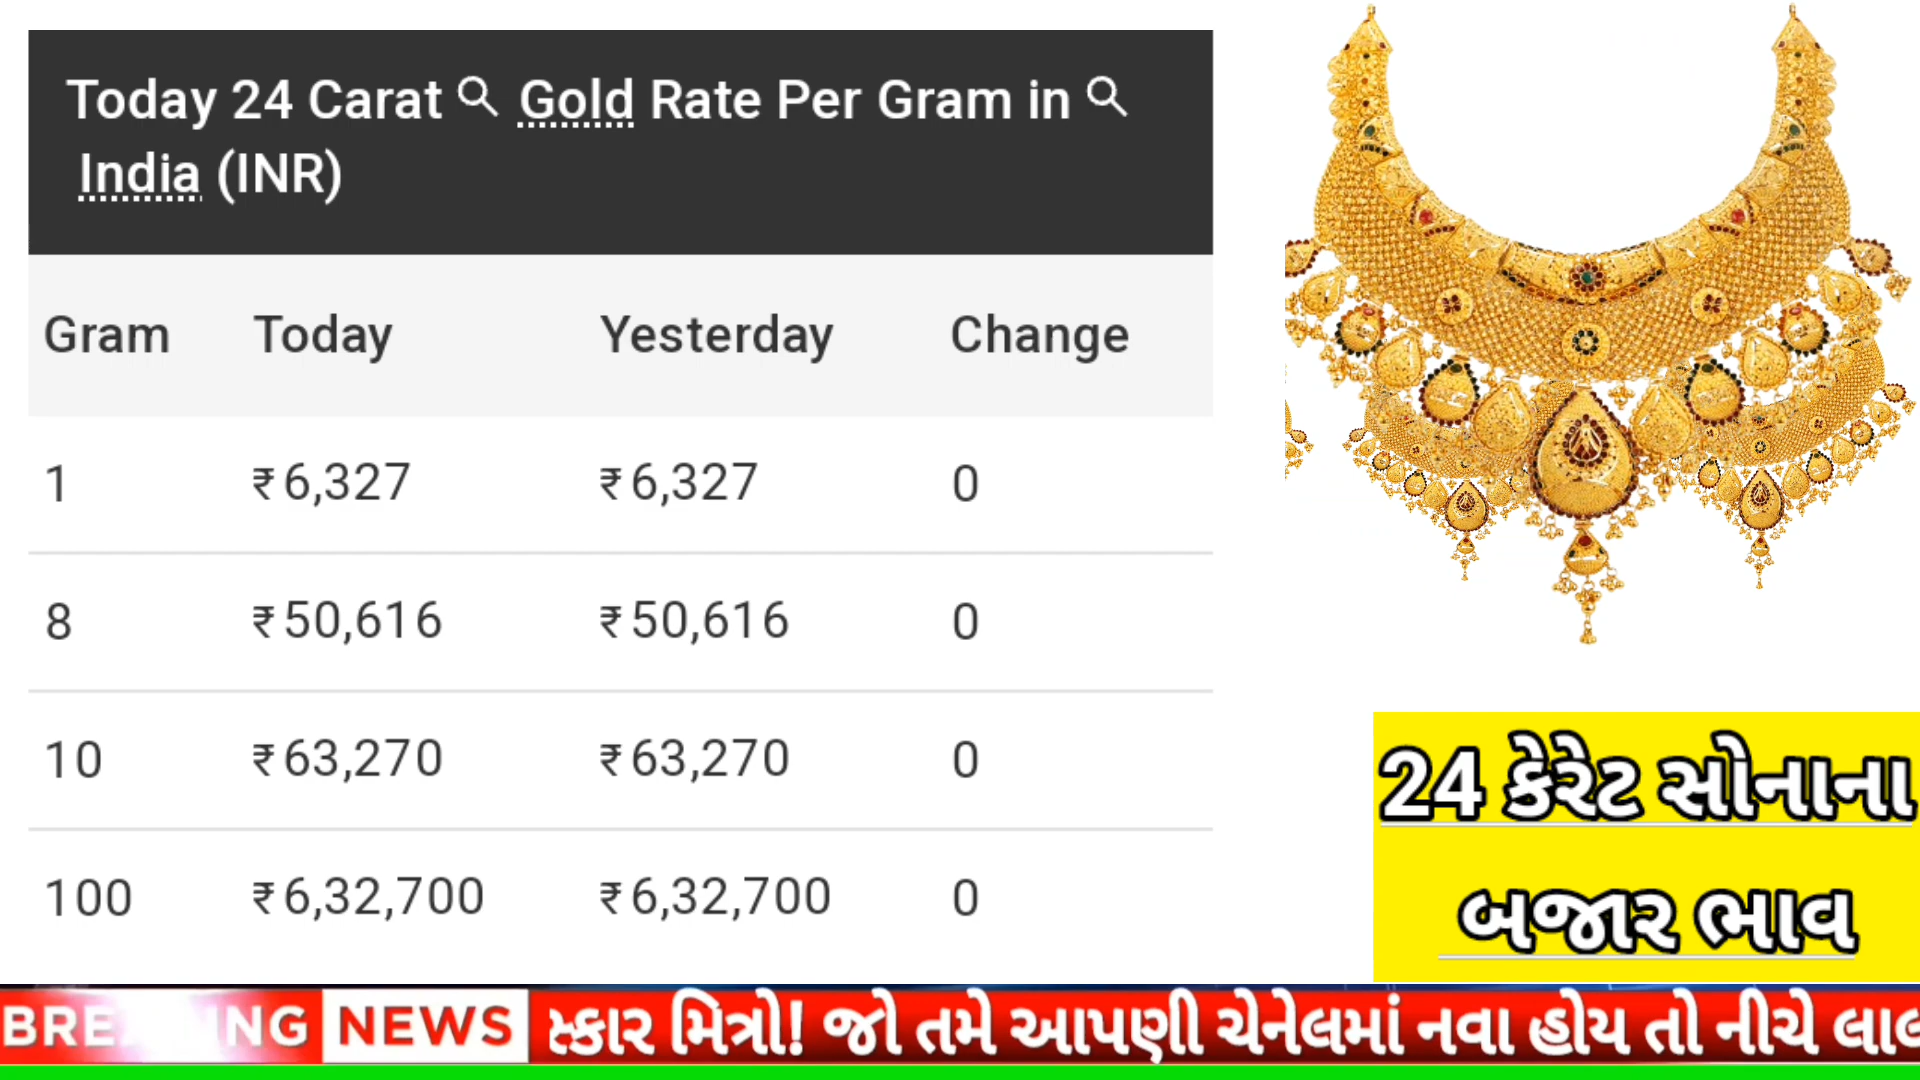 Today 24 Carat Gold Rate Per Gram in
India (INR)
Gram Today Yesterday Change
1 ₹6,327 ₹6,327 0
8 ₹50,616 ₹50,616 0
10 ₹63,270 ₹63,270 0
100 ₹6,32,700 ₹6,32,700 0
24 કેરેટ સોનાના
બજાર ભાવ
NEWS મિત્રો! જો તમે આપણી ચેનેલમાં નવા હોય તો નીચે